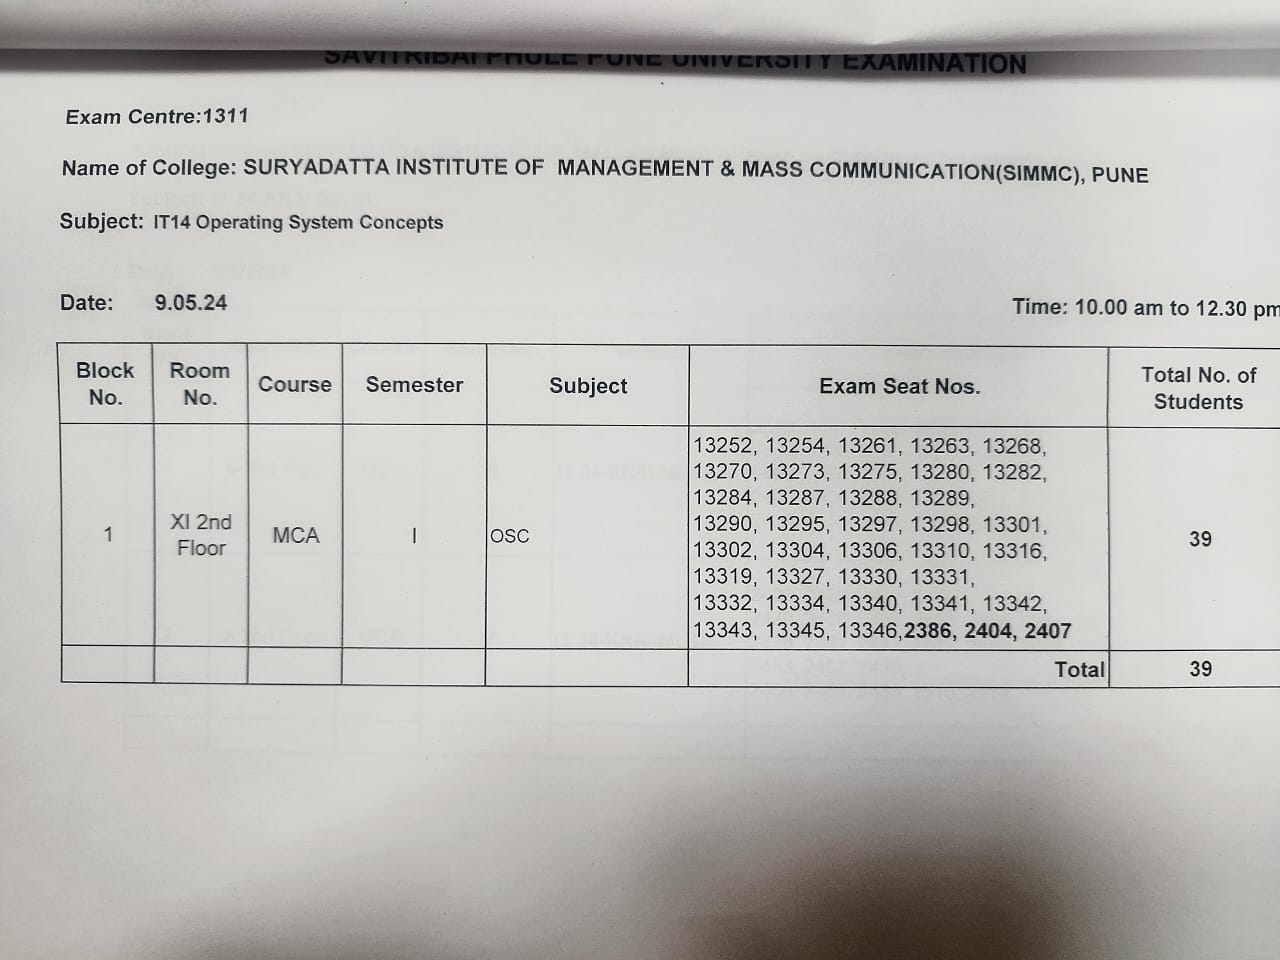 SAVITRIBAI PHULE PUNE UNIVERSITY EXAMINATION
Exam Centre:1311
Name of College: SURYADATTA INSTITUTE OF MANAGEMENT & MASS COMMUNICATION(SIMMC), PUNE
Subject: IT14 Operating System Concepts
Date: 9.05.24 Time: 10.00 am to 12.30 pm
Block No. Room No. Course Semester Subject Exam Seat Nos. Total No. of Students
1 XI 2nd Floor MCA I OSC
13252, 13254, 13261, 13263, 13268,
13270, 13273, 13275, 13280, 13282,
13284, 13287, 13288, 13289,
13290, 13295, 13297, 13298, 13301,
13302, 13304, 13306, 13310, 13316,
13319, 13327, 13330, 13331,
13332, 13334, 13340, 13341, 13342,
13343, 13345, 13346,2386, 2404, 2407
39
Total 39